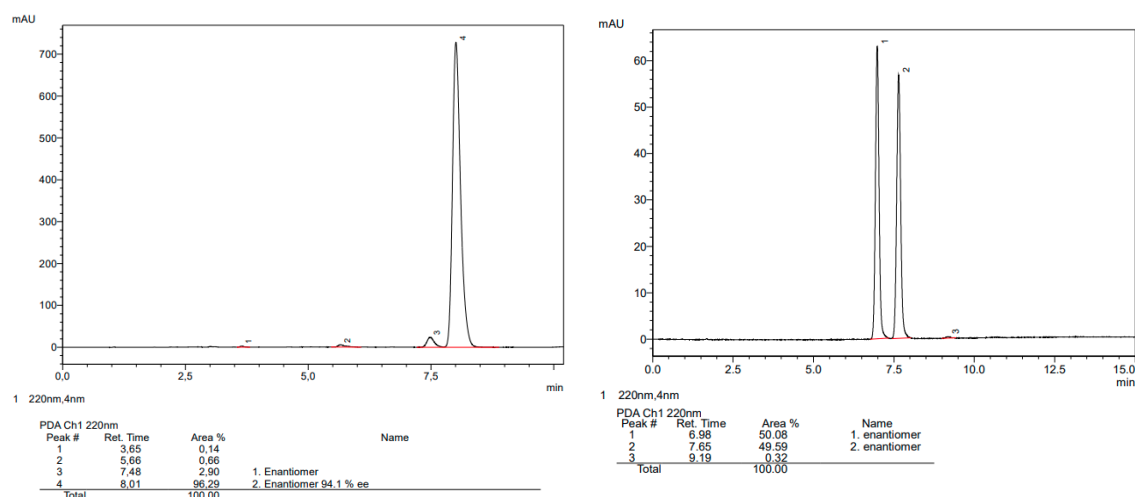 mAU
700
600
500
400
300
200
100
0
1
2
3
4
0.0 2.5 5.0 7.5
min
1 220nm,4nm
PDA Ch1 220nm
Peak # Ret. Time Area % Name
1 3,65 0,14
2 5,66 0,66
3 7,48 2,90 1. Enantiomer
4 8,01 96,29 2. Enantiomer 94.1 % ee
Total 100.00
mAU
60
50
40
30
20
10
0
1
2
3
0.0 2.5 5.0 7.5 10.0 12.5 15.0
min
1 220nm,4nm
PDA Ch1 220nm
Peak # Ret. Time Area % Name
1 6.98 50.08 1. enantiomer
2 7.65 49.59 2. enantiomer
3 9.19 0.32
Total 100.00